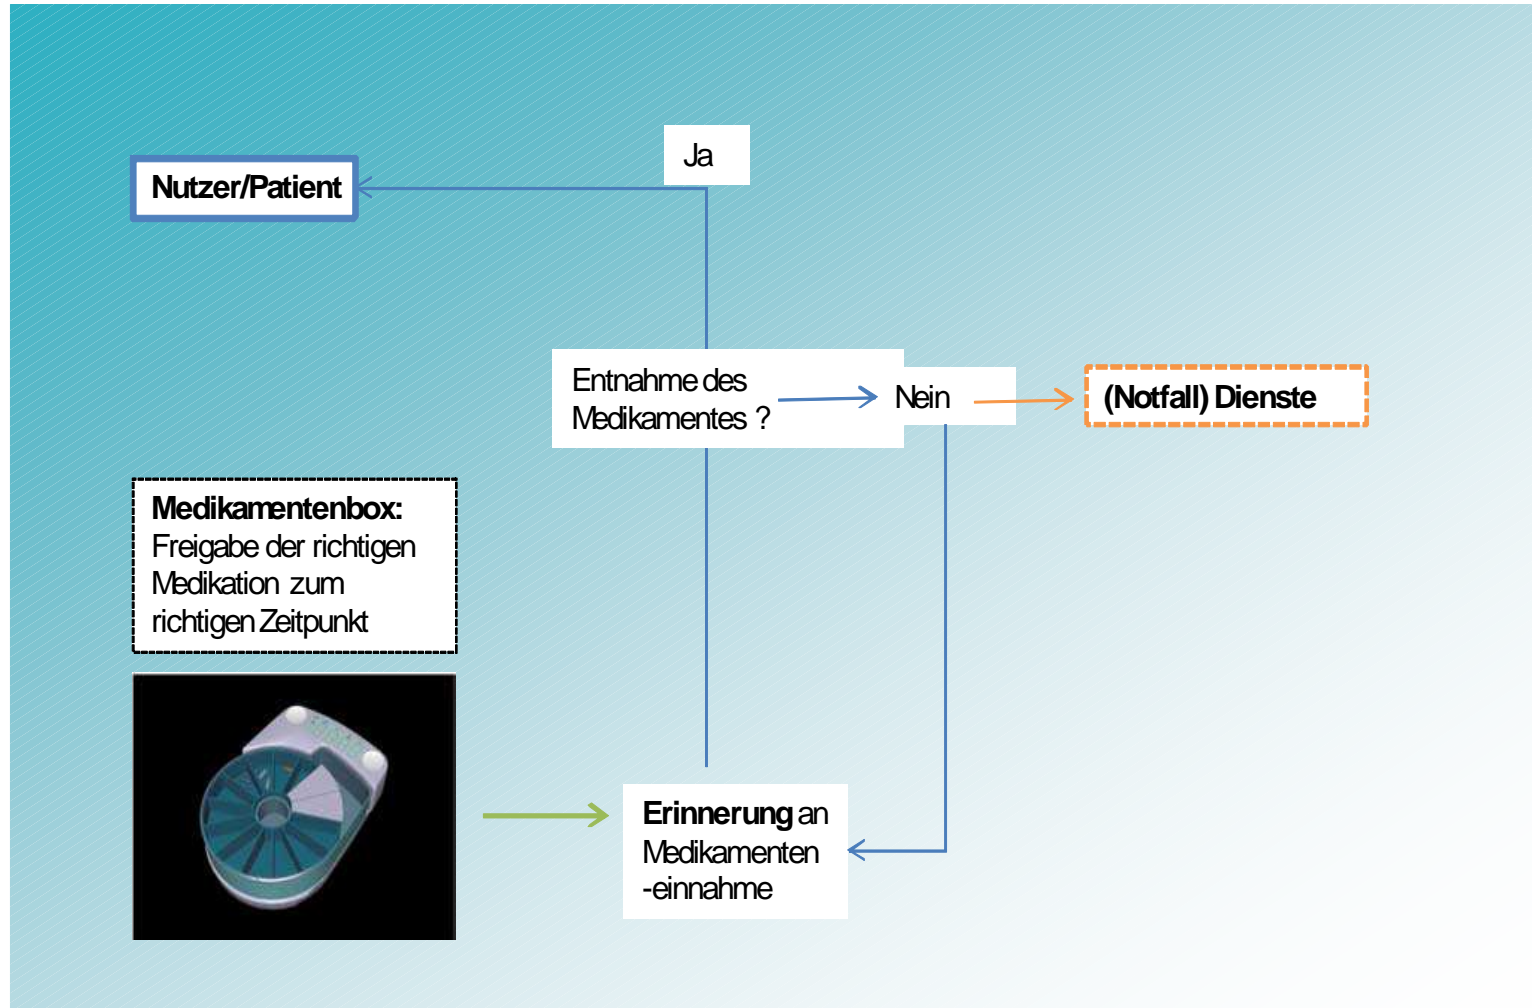 Ja
Nutzer/Patient
Entnahme des
Medikamentes ?
Nein
(Notfall) Dienste
Medikamentenbox:
Freigabe der richtigen
Medikation zum
richtigen Zeitpunkt
Erinnerung an
Medikamenten
-einnahme